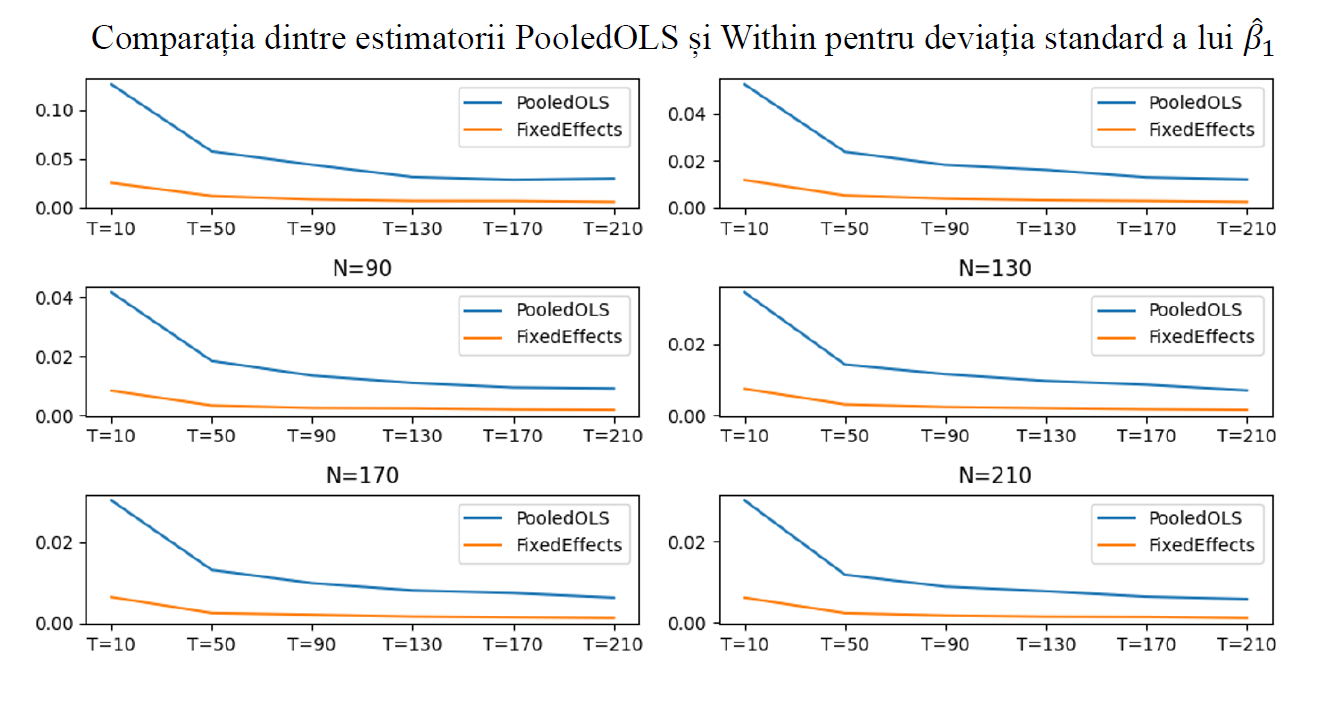 Comparația dintre estimatorii PooledOLS și Within pentru deviația standard a lui β̂₁
0.10
0.05
0.00
PooledOLS
FixedEffects
T=10 T=50 T=90 T=130 T=170 T=210
0.04
0.02
0.00
PooledOLS
FixedEffects
T=10 T=50 T=90 T=130 T=170 T=210
N=90
0.04
0.02
0.00
PooledOLS
FixedEffects
T=10 T=50 T=90 T=130 T=170 T=210
N=130
0.02
0.00
PooledOLS
FixedEffects
T=10 T=50 T=90 T=130 T=170 T=210
N=170
0.02
0.00
PooledOLS
FixedEffects
T=10 T=50 T=90 T=130 T=170 T=210
N=210
0.02
0.00
PooledOLS
FixedEffects
T=10 T=50 T=90 T=130 T=170 T=210